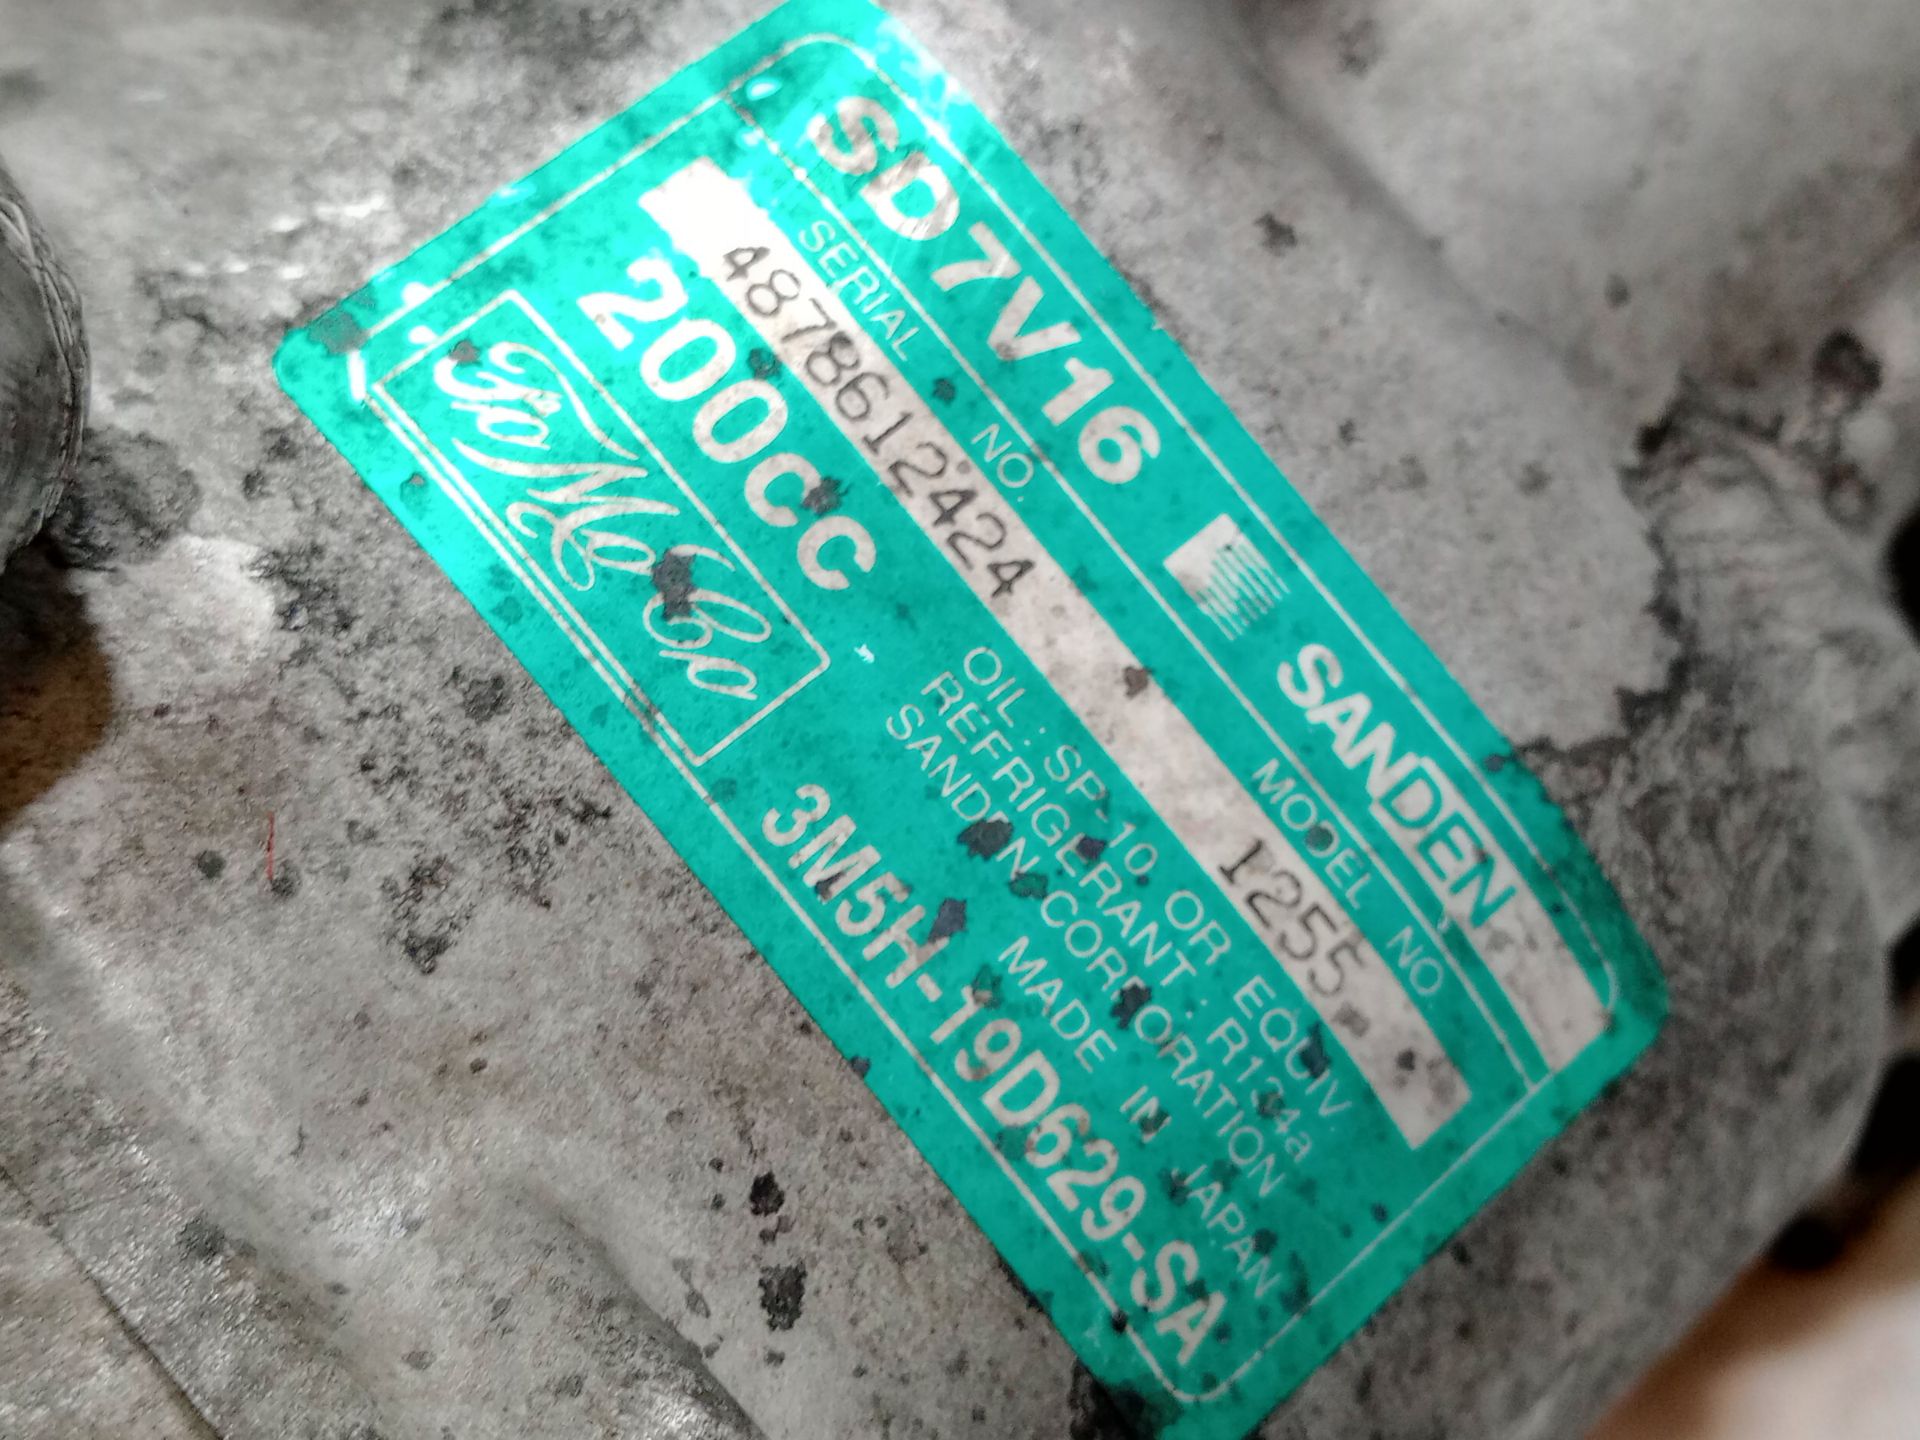 SD7V16 SANDEN
SERIAL NO. MODEL NO.
4878612424 1255
200CC
OIL : SP-10 OR EQUIV.
REFRIGERANT : R134a
SANDEN CORPORATION
MADE IN JAPAN
FoMoCo
3M5H-19D629-SA